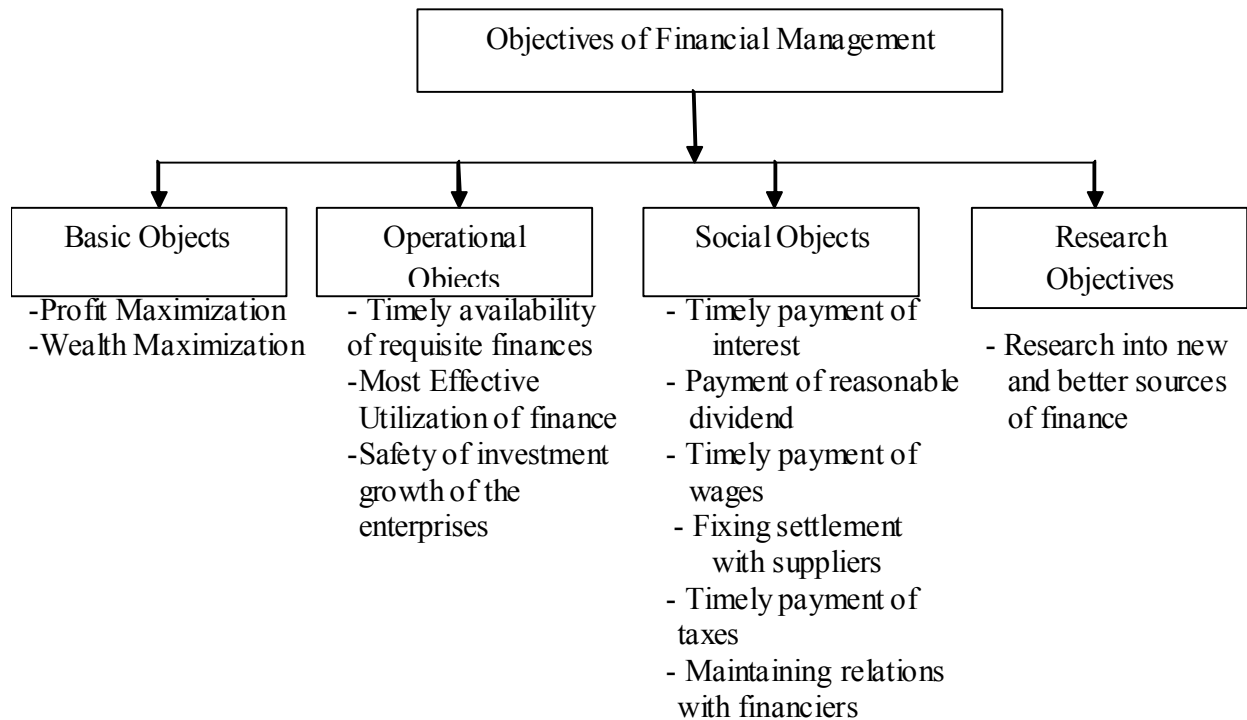 Objectives of Financial Management
Basic Objects
-Profit Maximization
-Wealth Maximization
Operational
Objects
- Timely availability
of requisite finances
-Most Effective
Utilization of finance
-Safety of investment
growth of the
enterprises
Social Objects
- Timely payment of
interest
- Payment of reasonable
dividend
- Timely payment of
wages
- Fixing settlement
with suppliers
- Timely payment of
taxes
- Maintaining relations
with financiers
Research
Objectives
- Research into new
and better sources
of finance